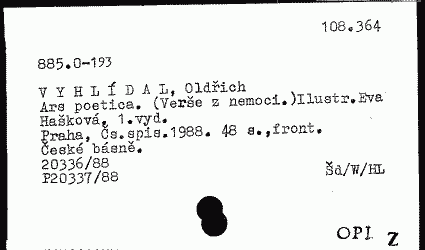 108.364
885.0-193
V Y H L Í D A L, Oldřich
Ars poetica. (Verše z nemoci.)Ilustr.Eva
Hašková, 1.vyd.
Praha, Čs.spis.1988. 48 s.,front.
České básně.
20336/88
P20337/88
Šd/W/HL
OPI Z